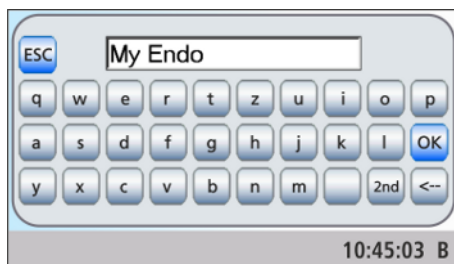 ESC My Endo
q w e r t z u i o p
a s d f g h j k l OK
y x c v b n m 2nd <--
10:45:03 B